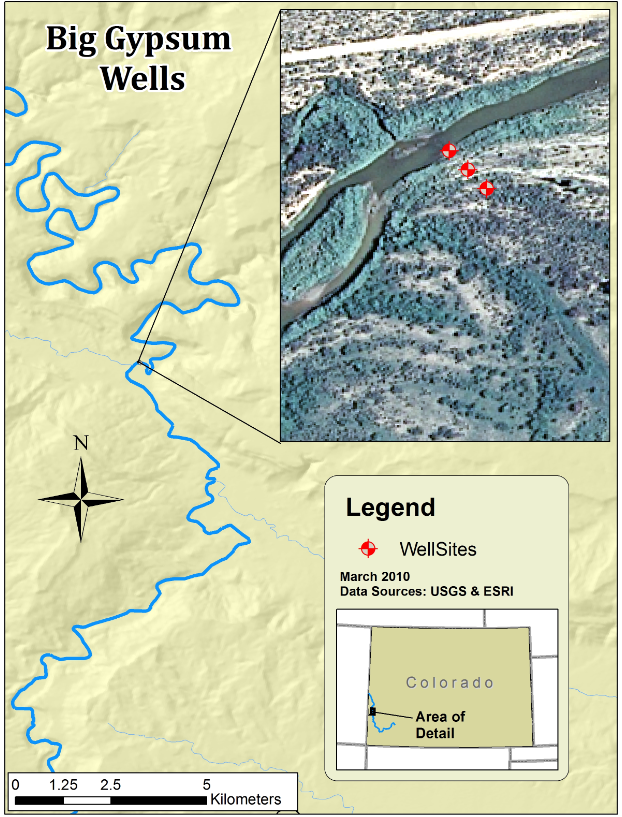 Big Gypsum
Wells
N
Legend
WellSites
March 2010
Data Sources: USGS & ESRI
Colorado
Area of
Detail
0 1.25 2.5 5
Kilometers